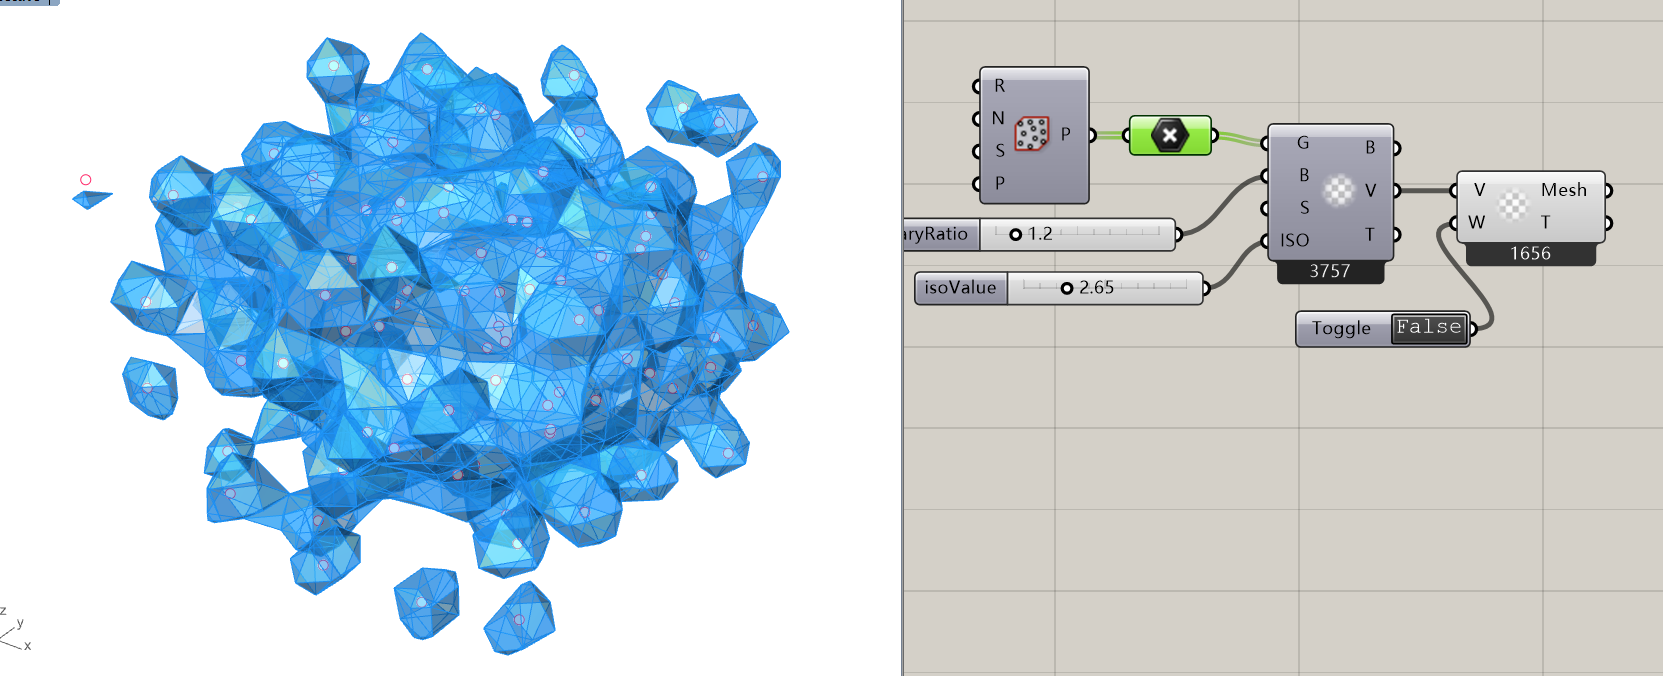 R
N
S
P
P
G
B
S
ISO
B
V
T
V
W
Mesh
T
aryRatio
1.2
isoValue
2.65
3757
1656
Toggle
False
z
y
x